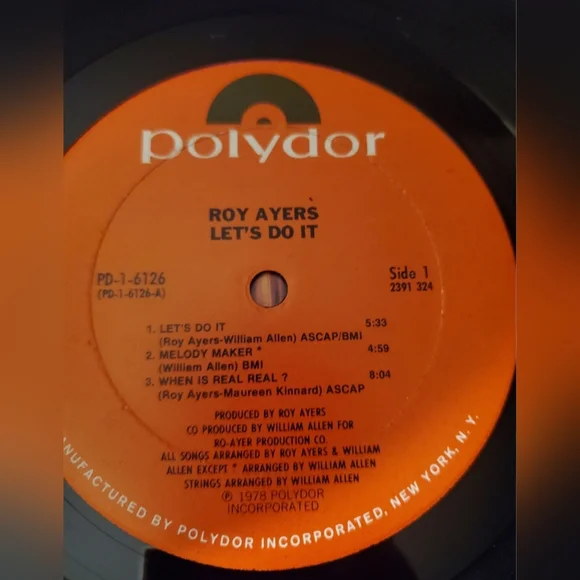 polydor
ROY AYERS
LET'S DO IT
PD-1-6126
(PD-1-6126-A)
Side 1
2391 324
1. LET'S DO IT 5:33
(Roy Ayers-William Allen) ASCAP/BMI
2. MELODY MAKER * 4:59
(William Allen) BMI
3. WHEN IS REAL REAL ? 8:04
(Roy Ayers-Maureen Kinnard) ASCAP
PRODUCED BY ROY AYERS
CO PRODUCED BY WILLIAM ALLEN FOR
RO-AYER PRODUCTION CO.
ALL SONGS ARRANGED BY ROY AYERS & WILLIAM
ALLEN EXCEPT * ARRANGED BY WILLIAM ALLEN
STRINGS ARRANGED BY WILLIAM ALLEN
℗ 1978 POLYDOR
INCORPORATED
ANUFACTURED BY POLYDOR INCORPORATED, NEW YORK, N.Y.